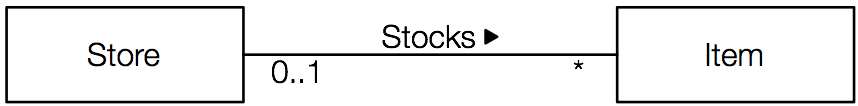 Store
Stocks ▶
0..1
*
Item